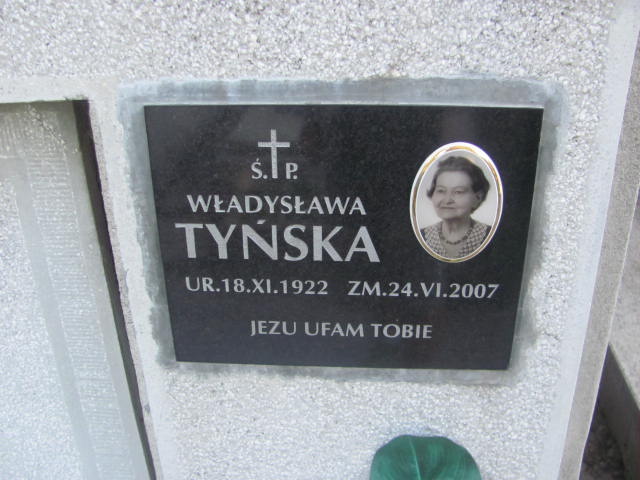 Ś. P.
WŁADYSŁAWA
TYŃSKA
UR.18.XI.1922 ZM.24.VI.2007
JEZU UFAM TOBIE